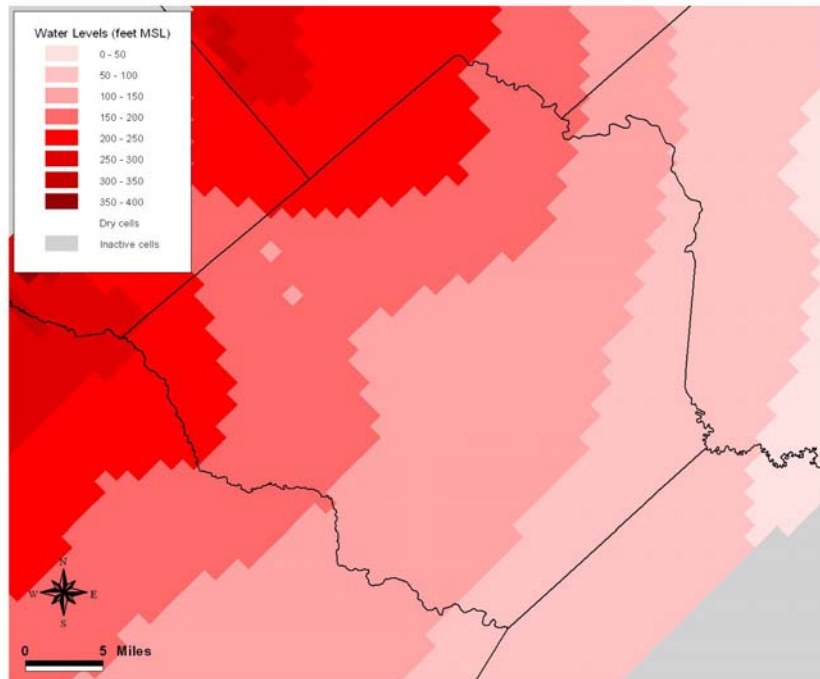 Water Levels (feet MSL)
0 - 50
50 - 100
100 - 150
150 - 200
200 - 250
250 - 300
300 - 350
350 - 400
Dry cells
Inactive cells
N
W E
S
0 5 Miles